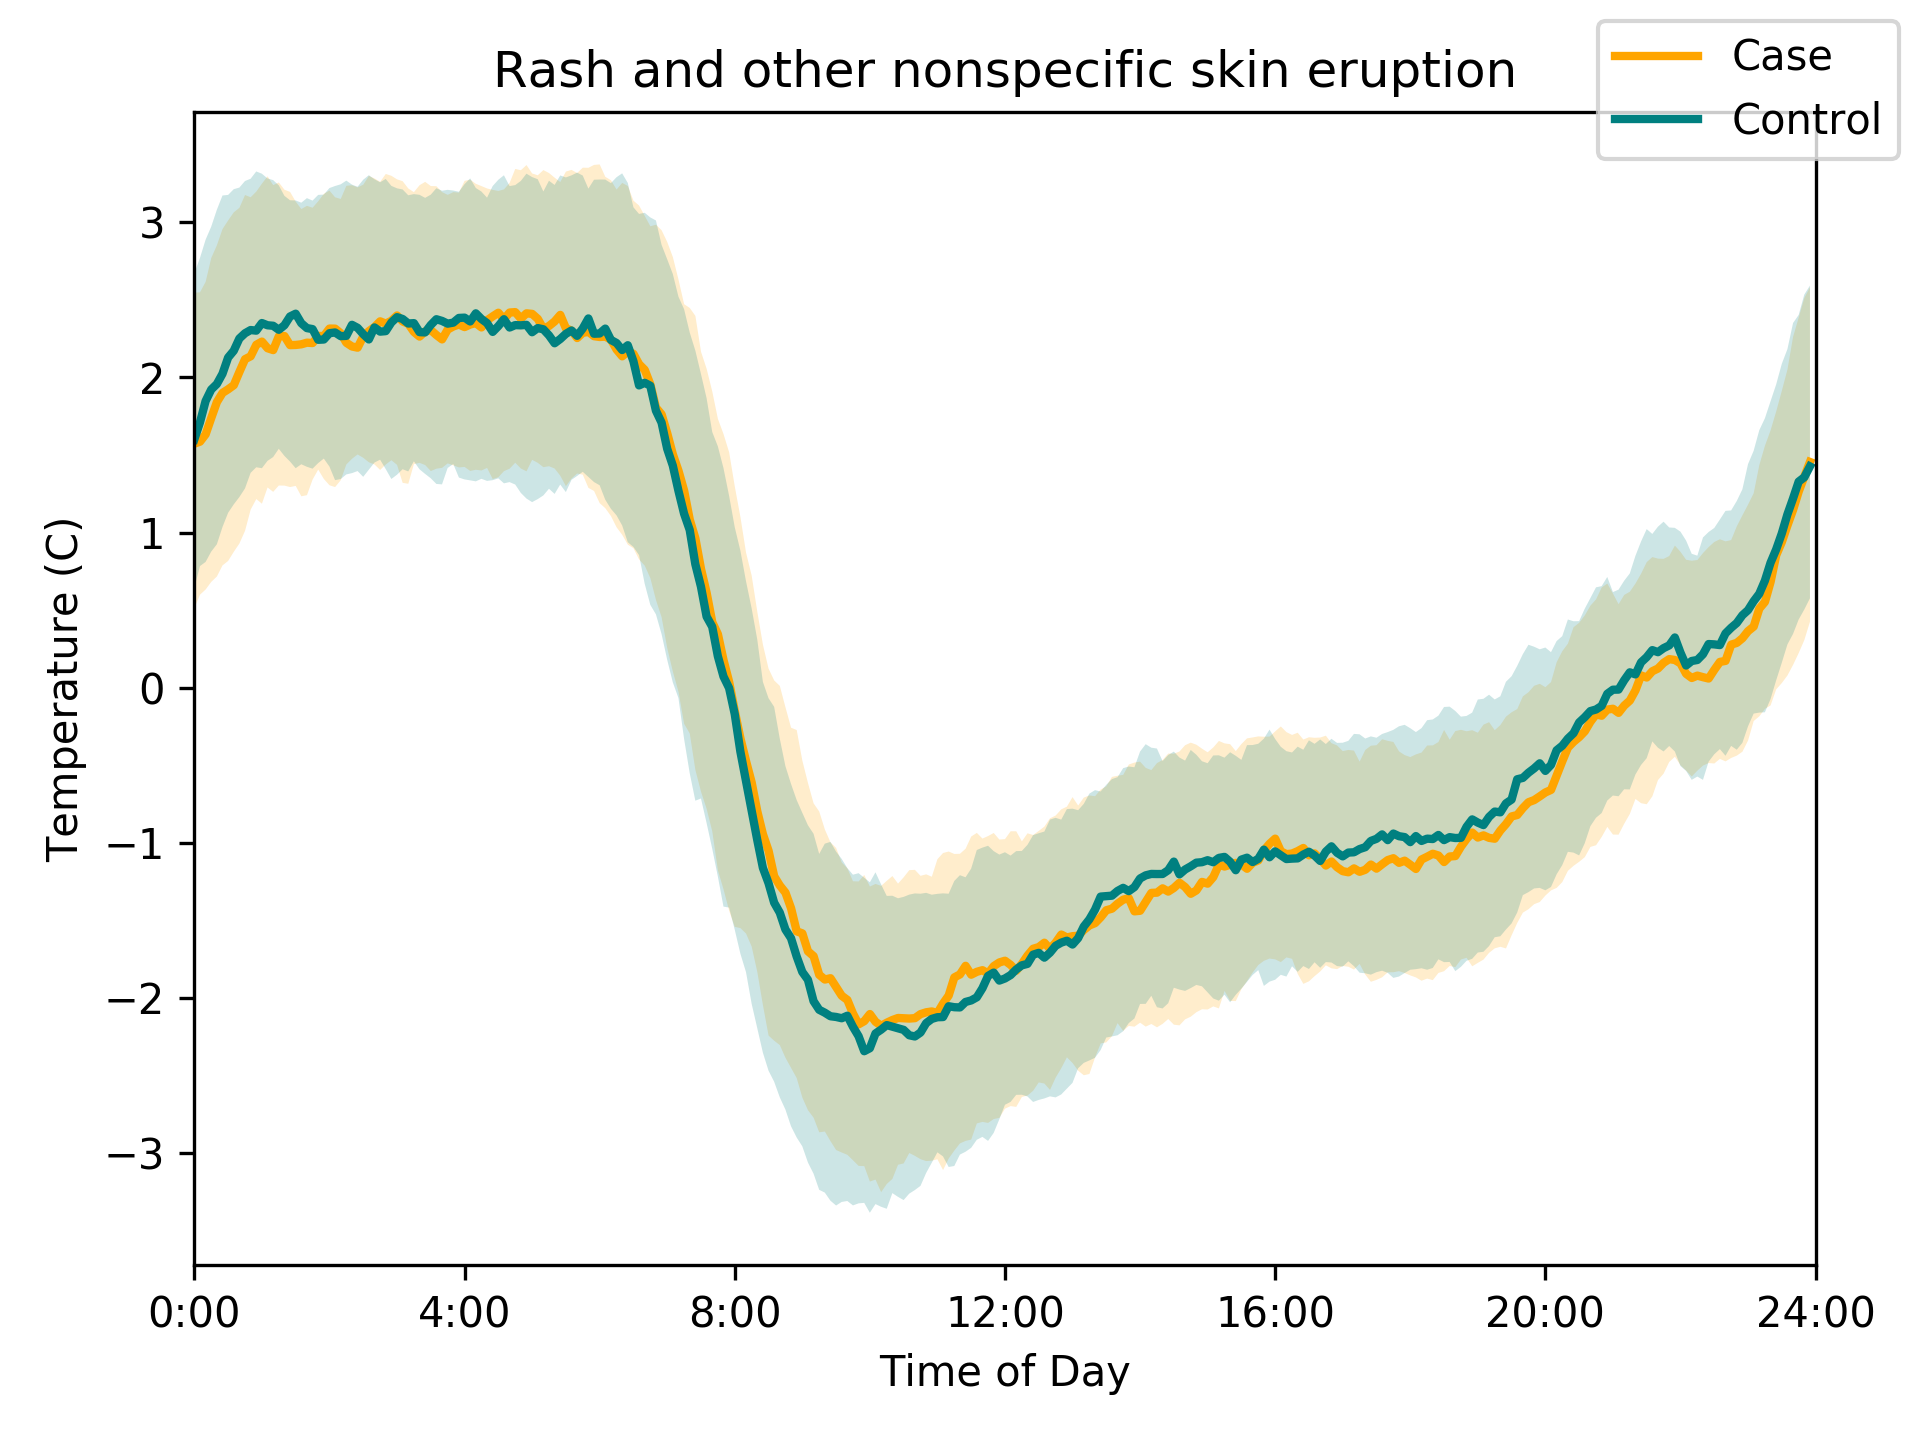 Rash and other nonspecific skin eruption
Case
Control
Temperature (C)
3
2
1
0
−1
−2
−3
0:00 4:00 8:00 12:00 16:00 20:00 24:00
Time of Day